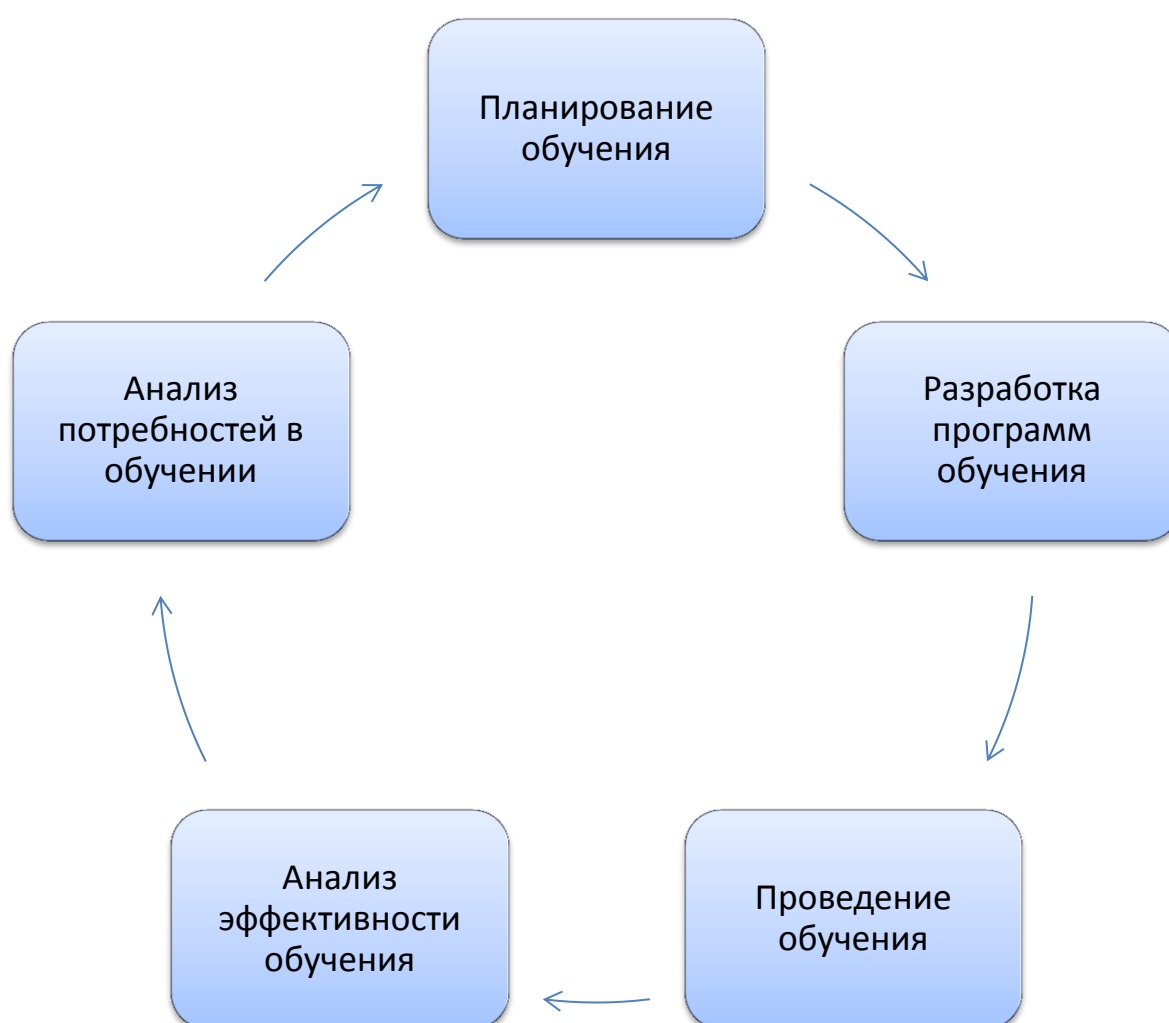 Планирование
обучения
Разработка
программ
обучения
Проведение
обучения
Анализ
эффективности
обучения
Анализ
потребностей в
обучении